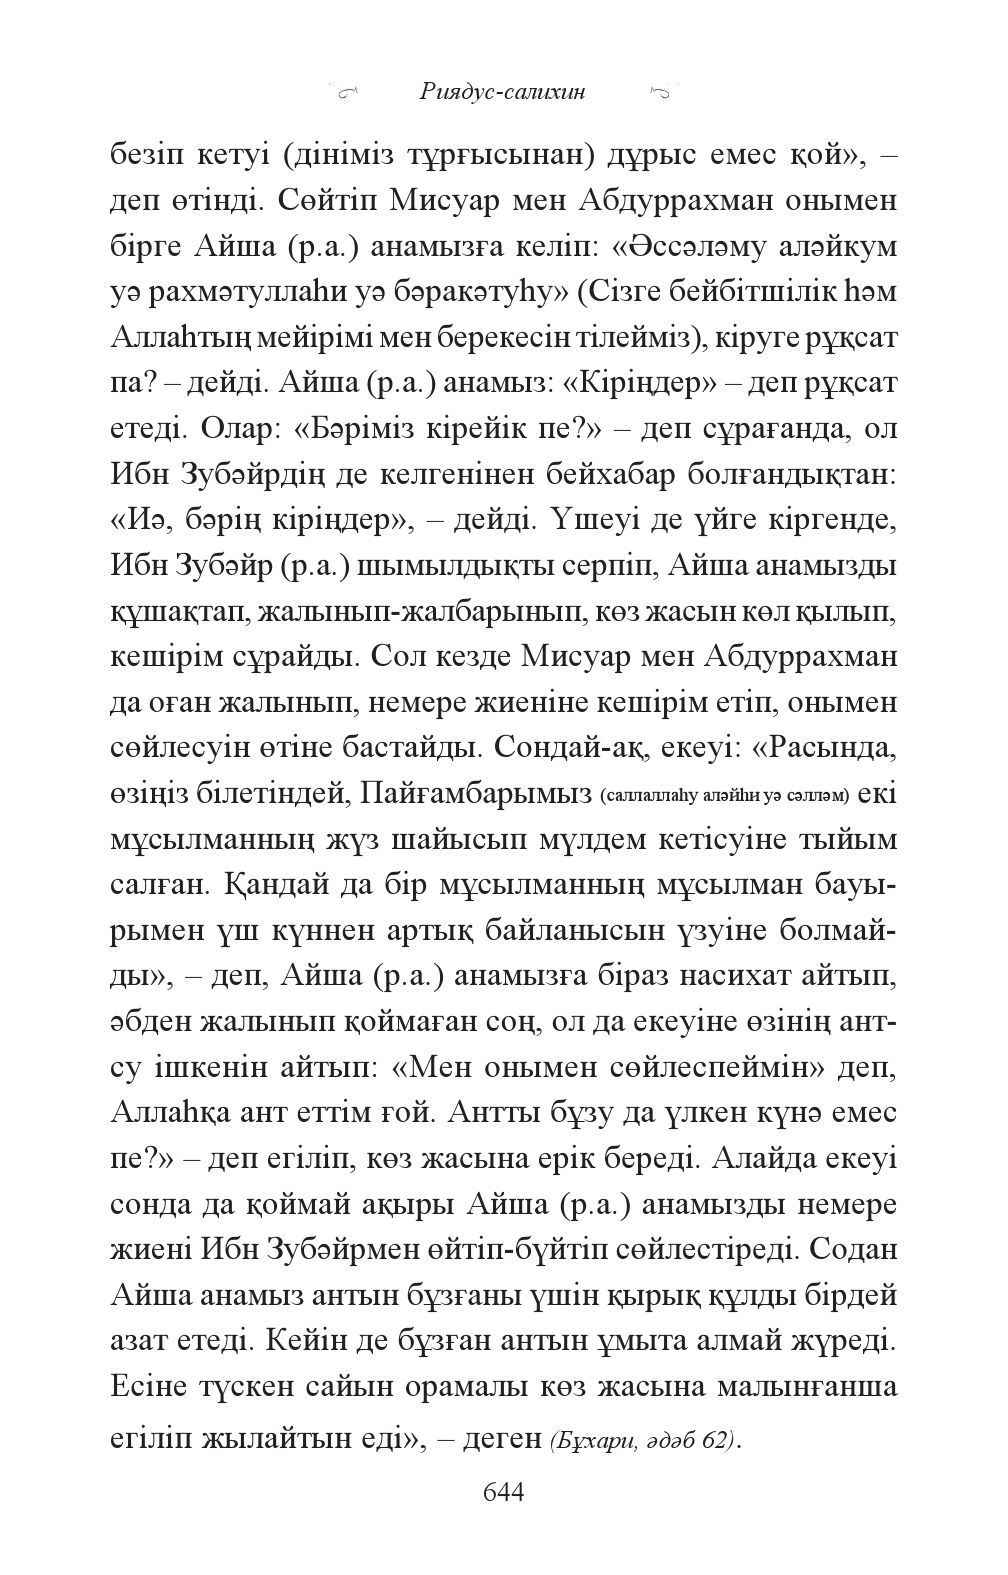 Риядус-салихин
безіп кетуі (дініміз тұрғысынан) дұрыс емес қой», –
деп өтінді. Сөйтіп Мисуар мен Абдуррахман онымен
бірге Айша (р.а.) анамызға келіп: «Әссәләму аләйкум
уә рахмәтуллаһи уә бәракәтуһу» (Сізге бейбітшілік һәм
Аллаһтың мейірімі мен берекесін тілейміз), кіруге рұқсат
па? – дейді. Айша (р.а.) анамыз: «Кіріңдер» – деп рұқсат
етеді. Олар: «Бәріміз кірейік пе?» – деп сұрағанда, ол
Ибн Зубәйрдің де келгенінен бейхабар болғандықтан:
«Иә, бәрің кіріңдер», – дейді. Үшеуі де үйге кіргенде,
Ибн Зубәйр (р.а.) шымылдықты серпіп, Айша анамызды
құшақтап, жалынып-жалбарынып, көз жасын көл қылып,
кешірім сұрайды. Сол кезде Мисуар мен Абдуррахман
да оған жалынып, немере жиеніне кешірім етіп, онымен
сөйлесуін өтіне бастайды. Сондай-ақ, екеуі: «Расында,
өзіңіз білетіндей, Пайғамбарымыз (саллаллаһу аләйһи уә сәлләм) екі
мұсылманның жүз шайысып мүлдем кетісуіне тыйым
салған. Қандай да бір мұсылманның мұсылман бауы-
рымен үш күннен артық байланысын үзуіне болмай-
ды», – деп, Айша (р.а.) анамызға біраз насихат айтып,
әбден жалынып қоймаған соң, ол да екеуіне өзінің ант-
су ішкенін айтып: «Мен онымен сөйлеспеймін» деп,
Аллаһқа ант еттім ғой. Антты бұзу да үлкен күнә емес
пе?» – деп егіліп, көз жасына ерік береді. Алайда екеуі
сонда да қоймай ақыры Айша (р.а.) анамызды немере
жиені Ибн Зубәйрмен өйтіп-бүйтіп сөйлестіреді. Содан
Айша анамыз антын бұзғаны үшін қырық құлды бірдей
азат етеді. Кейін де бұзған антын ұмыта алмай жүреді.
Есіне түскен сайын орамалы көз жасына малынғанша
егіліп жылайтын еді», – деген (Бұхари, әдәб 62).
644